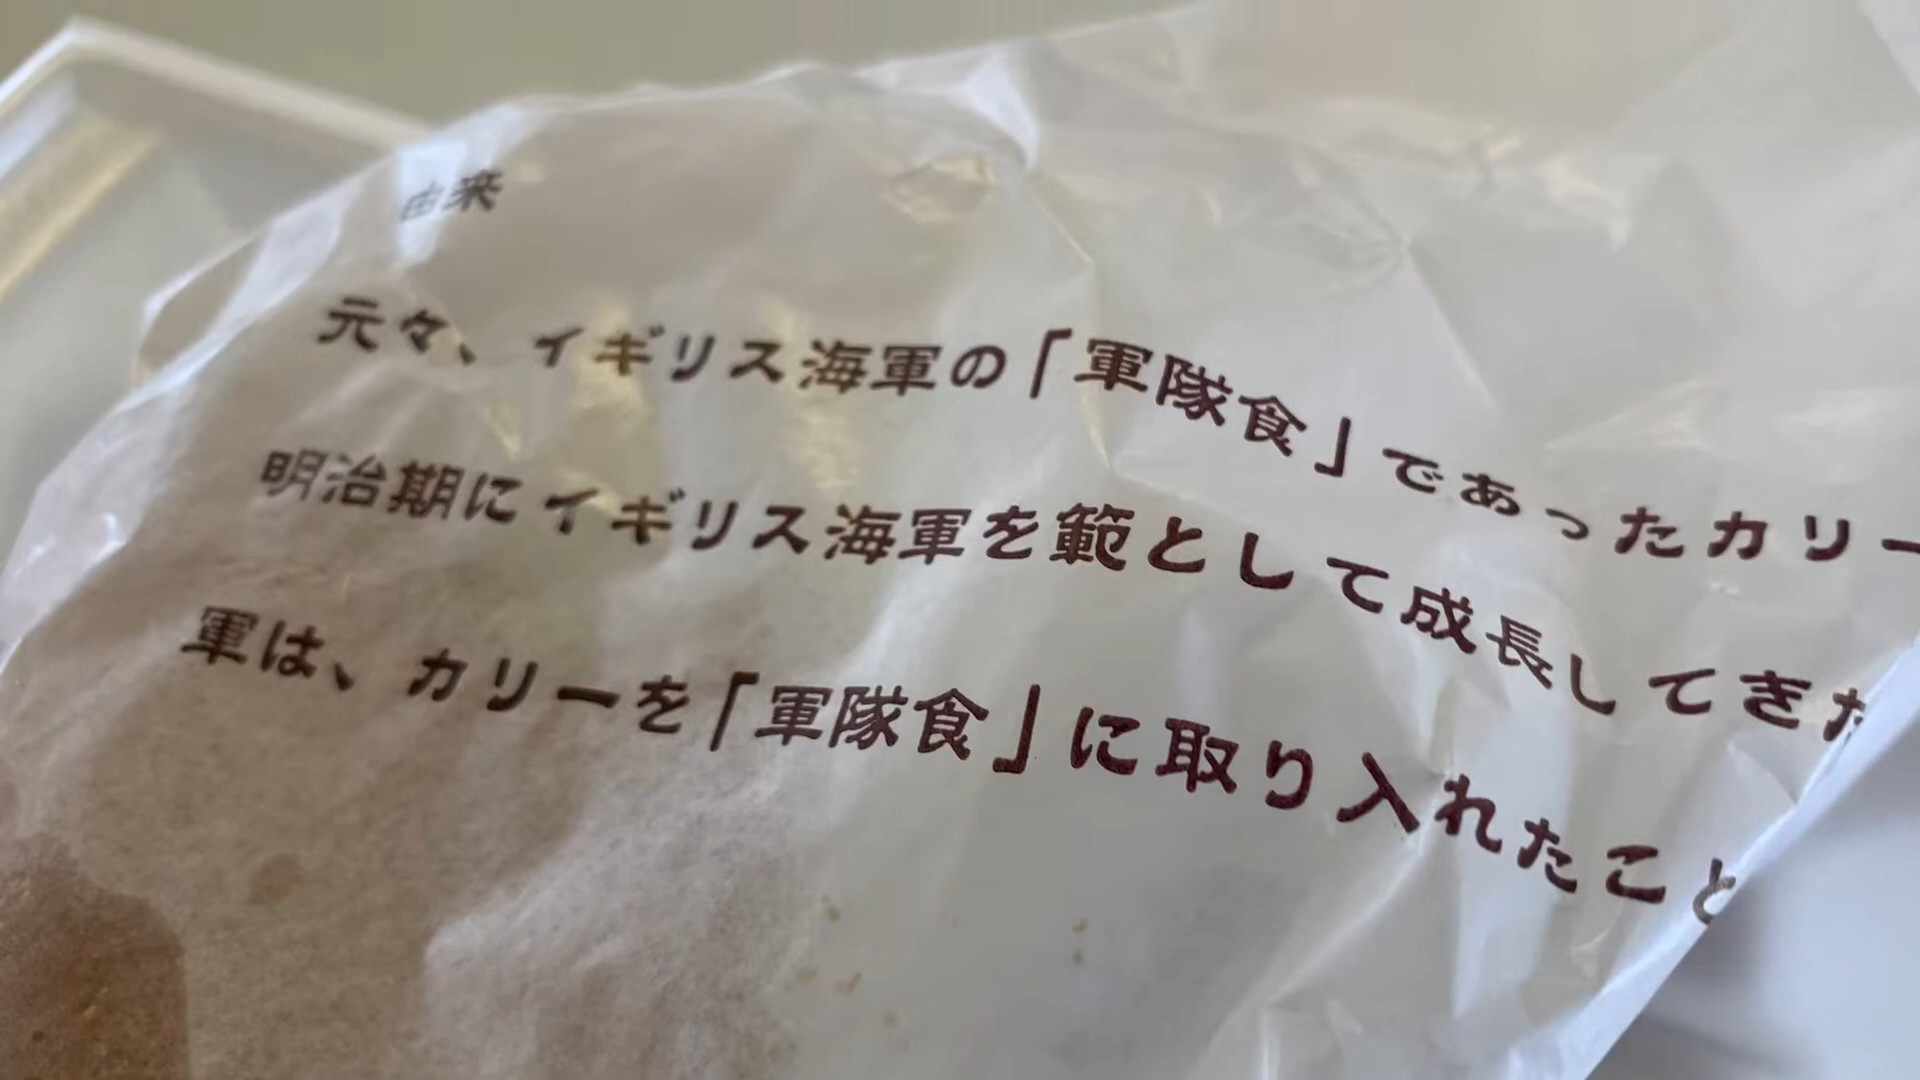 由来
元々、イギリス海軍の「軍隊食」であったカリー
明治期にイギリス海軍を範として成長してきた
軍は、カリーを「軍隊食」に取り入れたこと